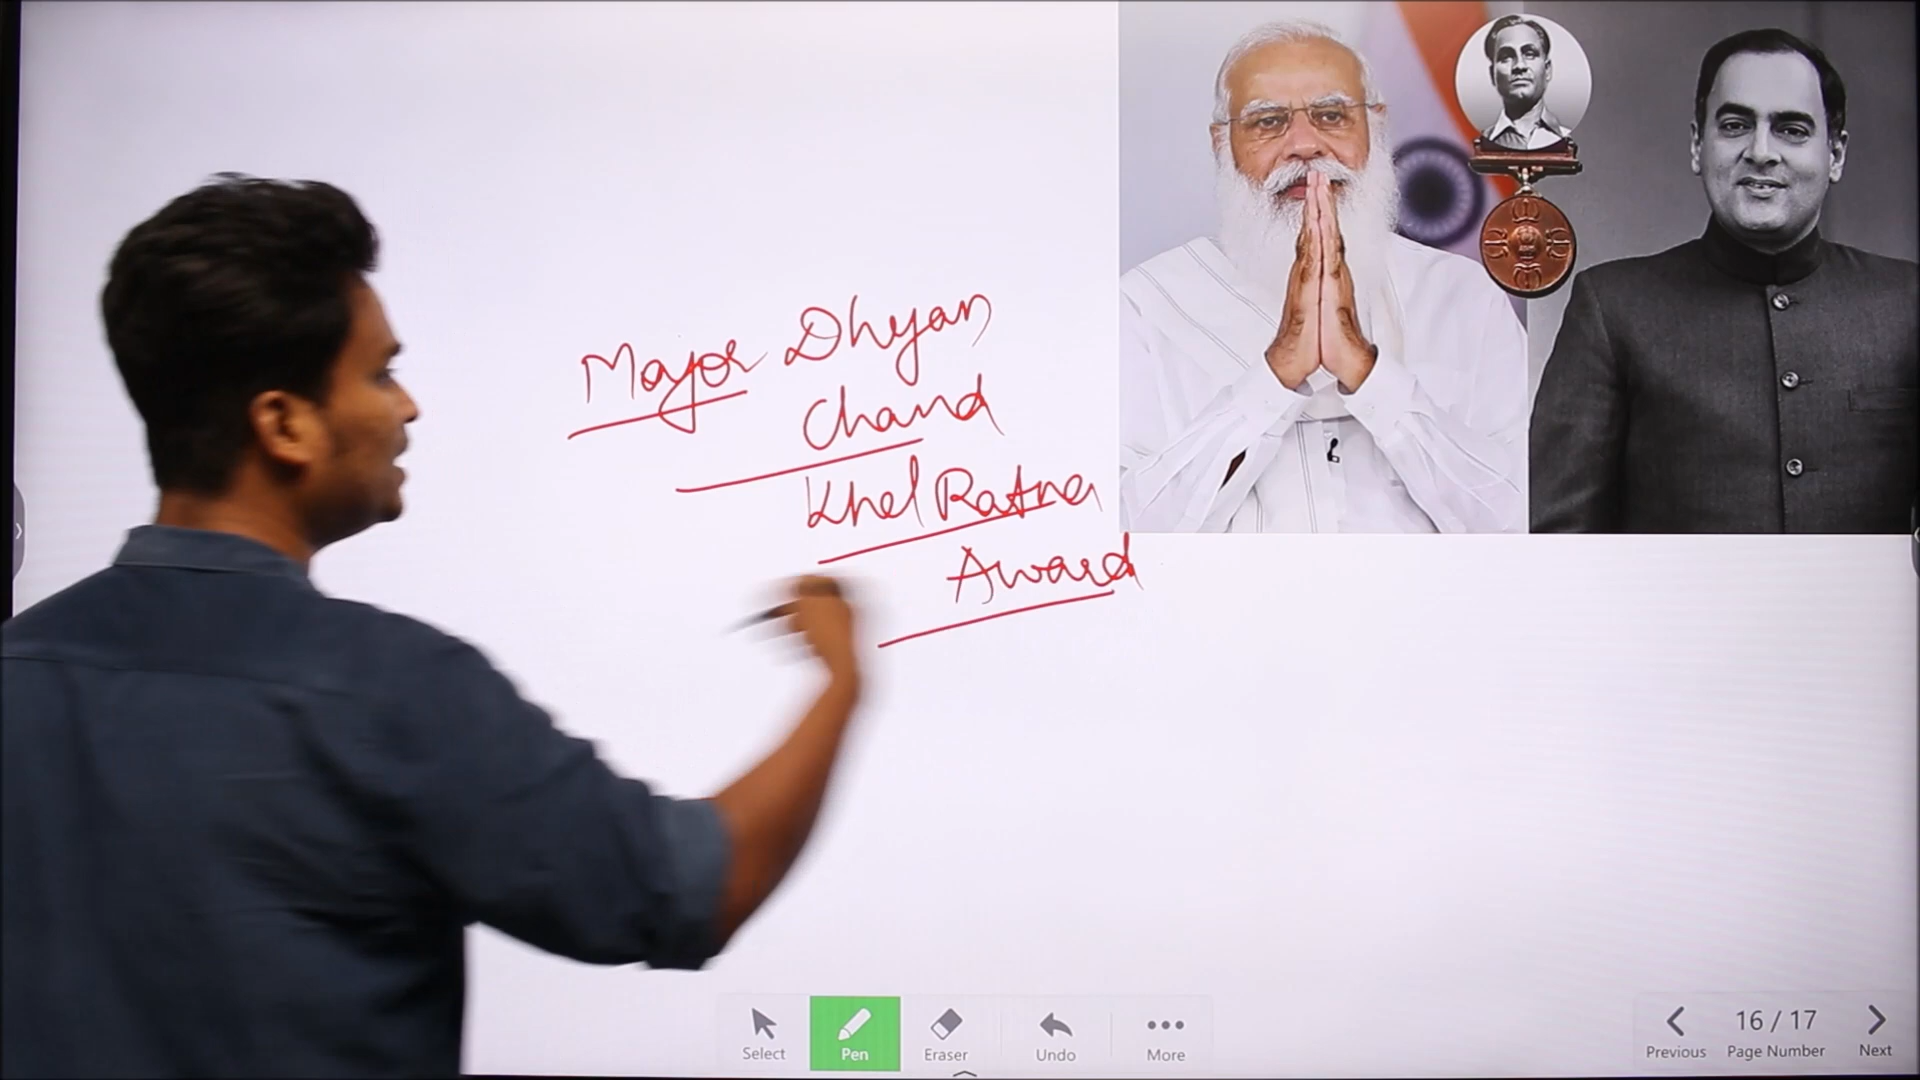 Major Dhyan
Chand
Khel Ratna
Award
Select
Pen
Eraser
Undo
More
Previous
16 / 17
Page Number
Next